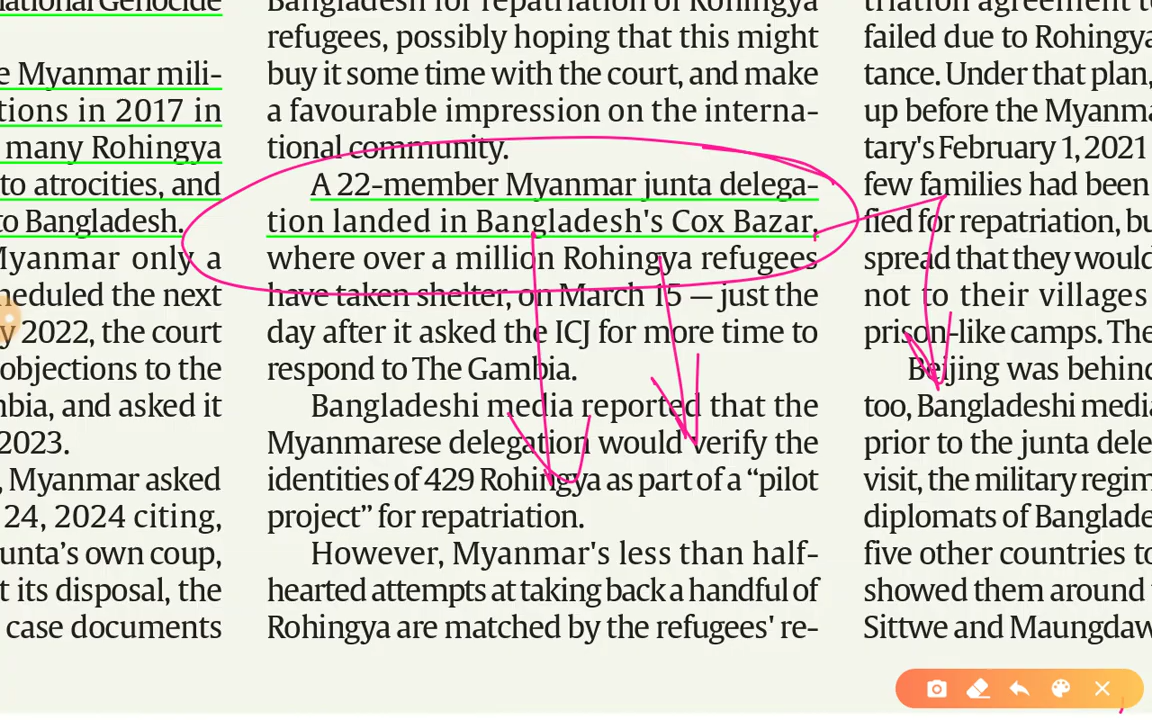 national Genocide
e Myanmar mili-
tions in 2017 in
many Rohingya
to atrocities, and
to Bangladesh.
Myanmar only a
heduled the next
y 2022, the court
objections to the
bia, and asked it
2023.
, Myanmar asked
24, 2024 citing,
unta’s own coup,
t its disposal, the
case documents
Bangladesh for repatriation of Rohingya
refugees, possibly hoping that this might
buy it some time with the court, and make
a favourable impression on the interna-
tional community.
A 22-member Myanmar junta delega-
tion landed in Bangladesh's Cox Bazar,
where over a million Rohingya refugees
have taken shelter, on March 15 — just the
day after it asked the ICJ for more time to
respond to The Gambia.
Bangladeshi media reported that the
Myanmarese delegation would verify the
identities of 429 Rohingya as part of a “pilot
project” for repatriation.
However, Myanmar's less than half-
hearted attempts at taking back a handful of
Rohingya are matched by the refugees' re-
triation agreement to
failed due to Rohingya
tance. Under that plan,
up before the Myanma
tary's February 1, 2021
few families had been
fied for repatriation, bu
spread that they would
not to their villages
prison-like camps. The
Beijing was behind
too, Bangladeshi media
prior to the junta dele
visit, the military regim
diplomats of Banglade
five other countries to
showed them around
Sittwe and Maungdaw